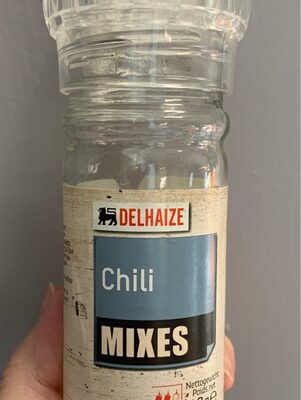 DELHAIZE
Chili
MIXES
Nettogewicht
Poids net